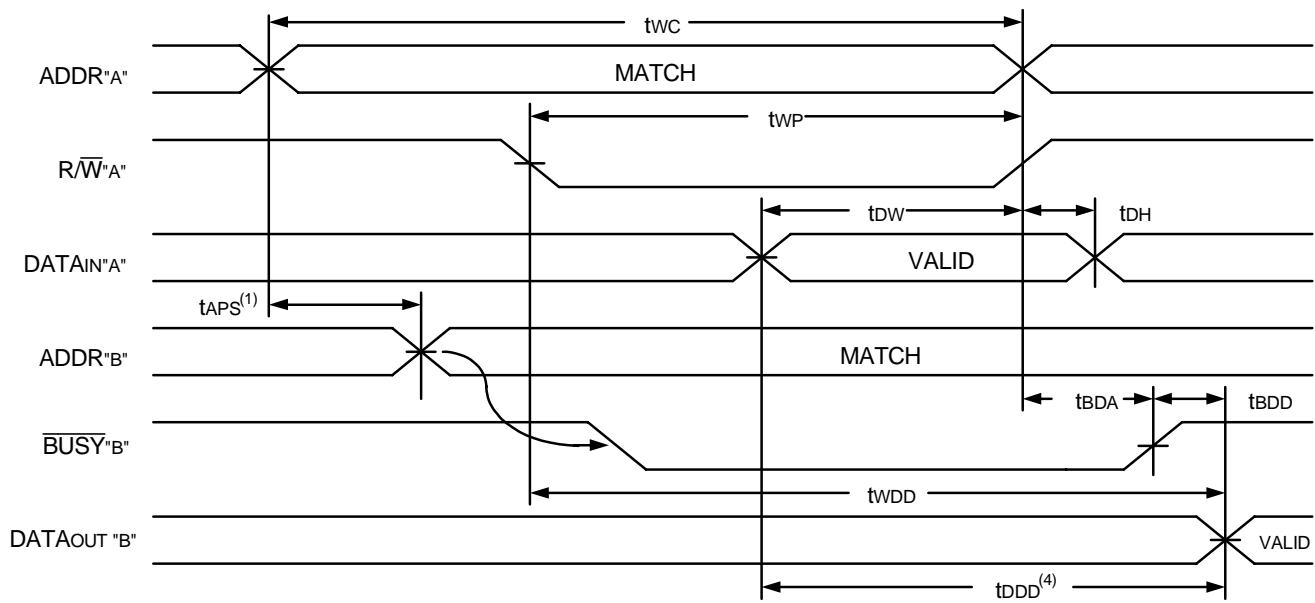 tWC
ADDR"A" MATCH
tWP
R/W̅"A"
tDW tDH
DATAIN"A" VALID
tAPS(1)
ADDR"B" MATCH
tBDA tBDD
B̅U̅S̅Y̅"B"
tWDD
DATAOUT "B" VALID
tDDD(4)